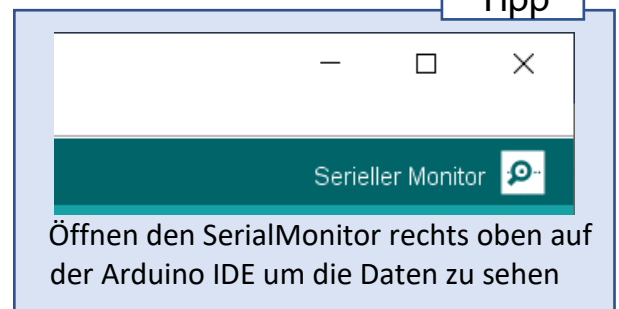 Tipp
Serieller Monitor
Öffnen den SerialMonitor rechts oben auf
der Arduino IDE um die Daten zu sehen